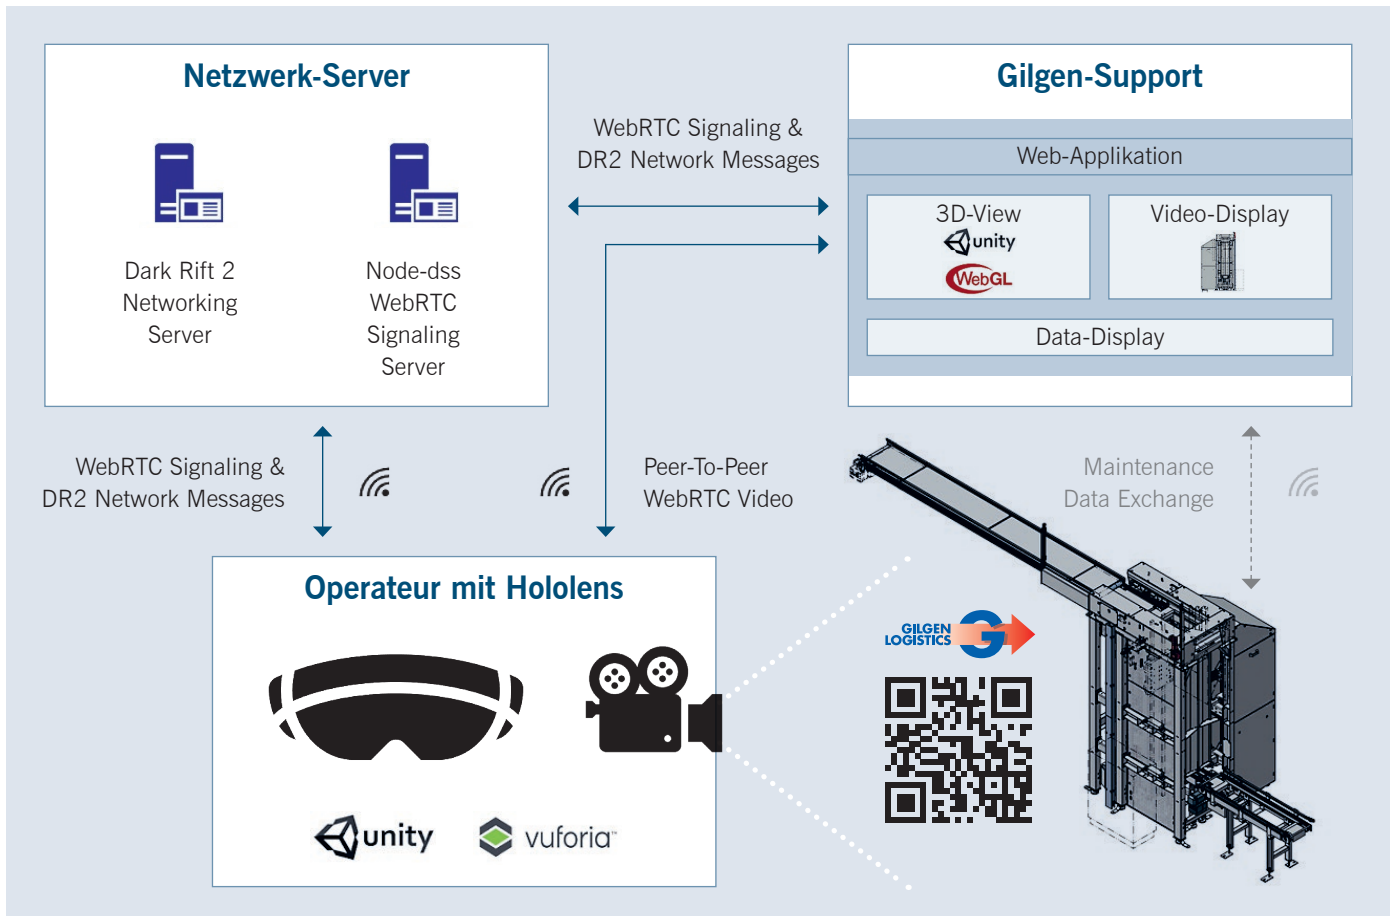 Netzwerk-Server
Dark Rift 2
Networking
Server
Node-dss
WebRTC
Signaling
Server
WebRTC Signaling &
DR2 Network Messages
Gilgen-Support
Web-Applikation
3D-View
unity
WebGL
Video-Display
Data-Display
WebRTC Signaling &
DR2 Network Messages
Peer-To-Peer
WebRTC Video
Maintenance
Data Exchange
Operateur mit Hololens
unity
vuforia™
GILGEN
LOGISTICS
G